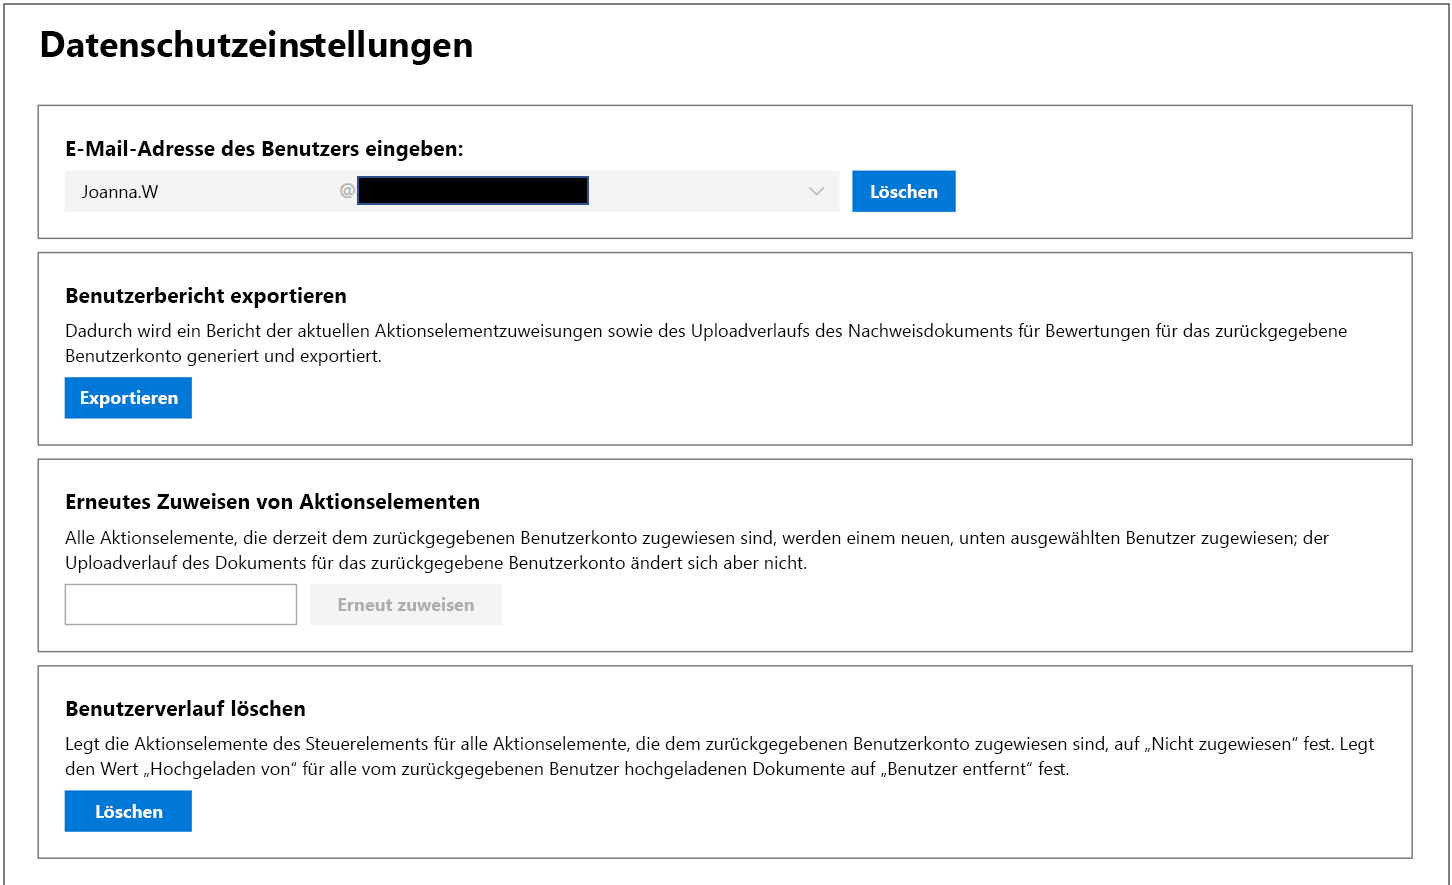 Datenschutzeinstellungen
E-Mail-Adresse des Benutzers eingeben:
Joanna.W @ Löschen
Benutzerbericht exportieren
Dadurch wird ein Bericht der aktuellen Aktionselementzuweisungen sowie des Uploadverlaufs des Nachweisdokuments für Bewertungen für das zurückgegebene
Benutzerkonto generiert und exportiert.
Exportieren
Erneutes Zuweisen von Aktionselementen
Alle Aktionselemente, die derzeit dem zurückgegebenen Benutzerkonto zugewiesen sind, werden einem neuen, unten ausgewählten Benutzer zugewiesen; der
Uploadverlauf des Dokuments für das zurückgegebene Benutzerkonto ändert sich aber nicht.
Erneut zuweisen
Benutzerverlauf löschen
Legt die Aktionselemente des Steuerelements für alle Aktionselemente, die dem zurückgegebenen Benutzerkonto zugewiesen sind, auf „Nicht zugewiesen“ fest. Legt
den Wert „Hochgeladen von“ für alle vom zurückgegebenen Benutzer hochgeladenen Dokumente auf „Benutzer entfernt“ fest.
Löschen